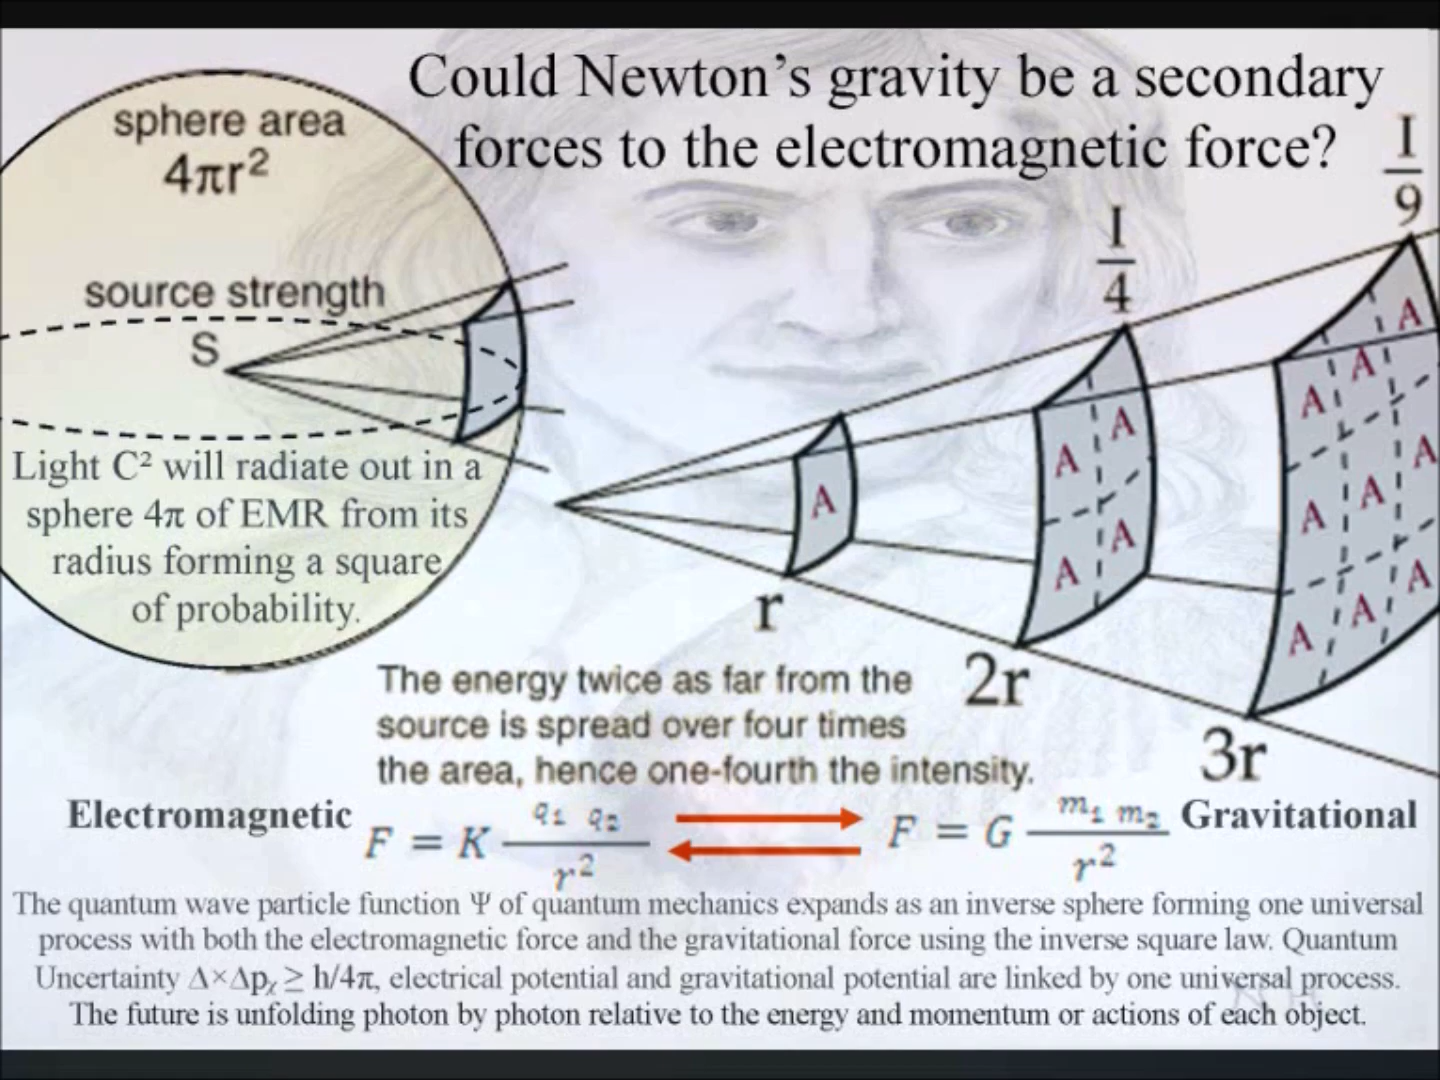 Could Newton's gravity be a secondary
forces to the electromagnetic force?
sphere area
4πr²
source strength
S
Light C² will radiate out in a
sphere 4π of EMR from its
radius forming a square
of probability.
I
4
I
9
A
A
A
A
A
A
A
A
A
A
A
A
A
A
r
2r
3r
The energy twice as far from the
source is spread over four times
the area, hence one-fourth the intensity.
Electromagnetic F = K q₁ q₂ / r²
F = G m₁ m₂ / r² Gravitational
The quantum wave particle function Ψ of quantum mechanics expands as an inverse sphere forming one universal
process with both the electromagnetic force and the gravitational force using the inverse square law. Quantum
Uncertainty Δ×Δpᵪ ≥ h/4π, electrical potential and gravitational potential are linked by one universal process.
The future is unfolding photon by photon relative to the energy and momentum or actions of each object.